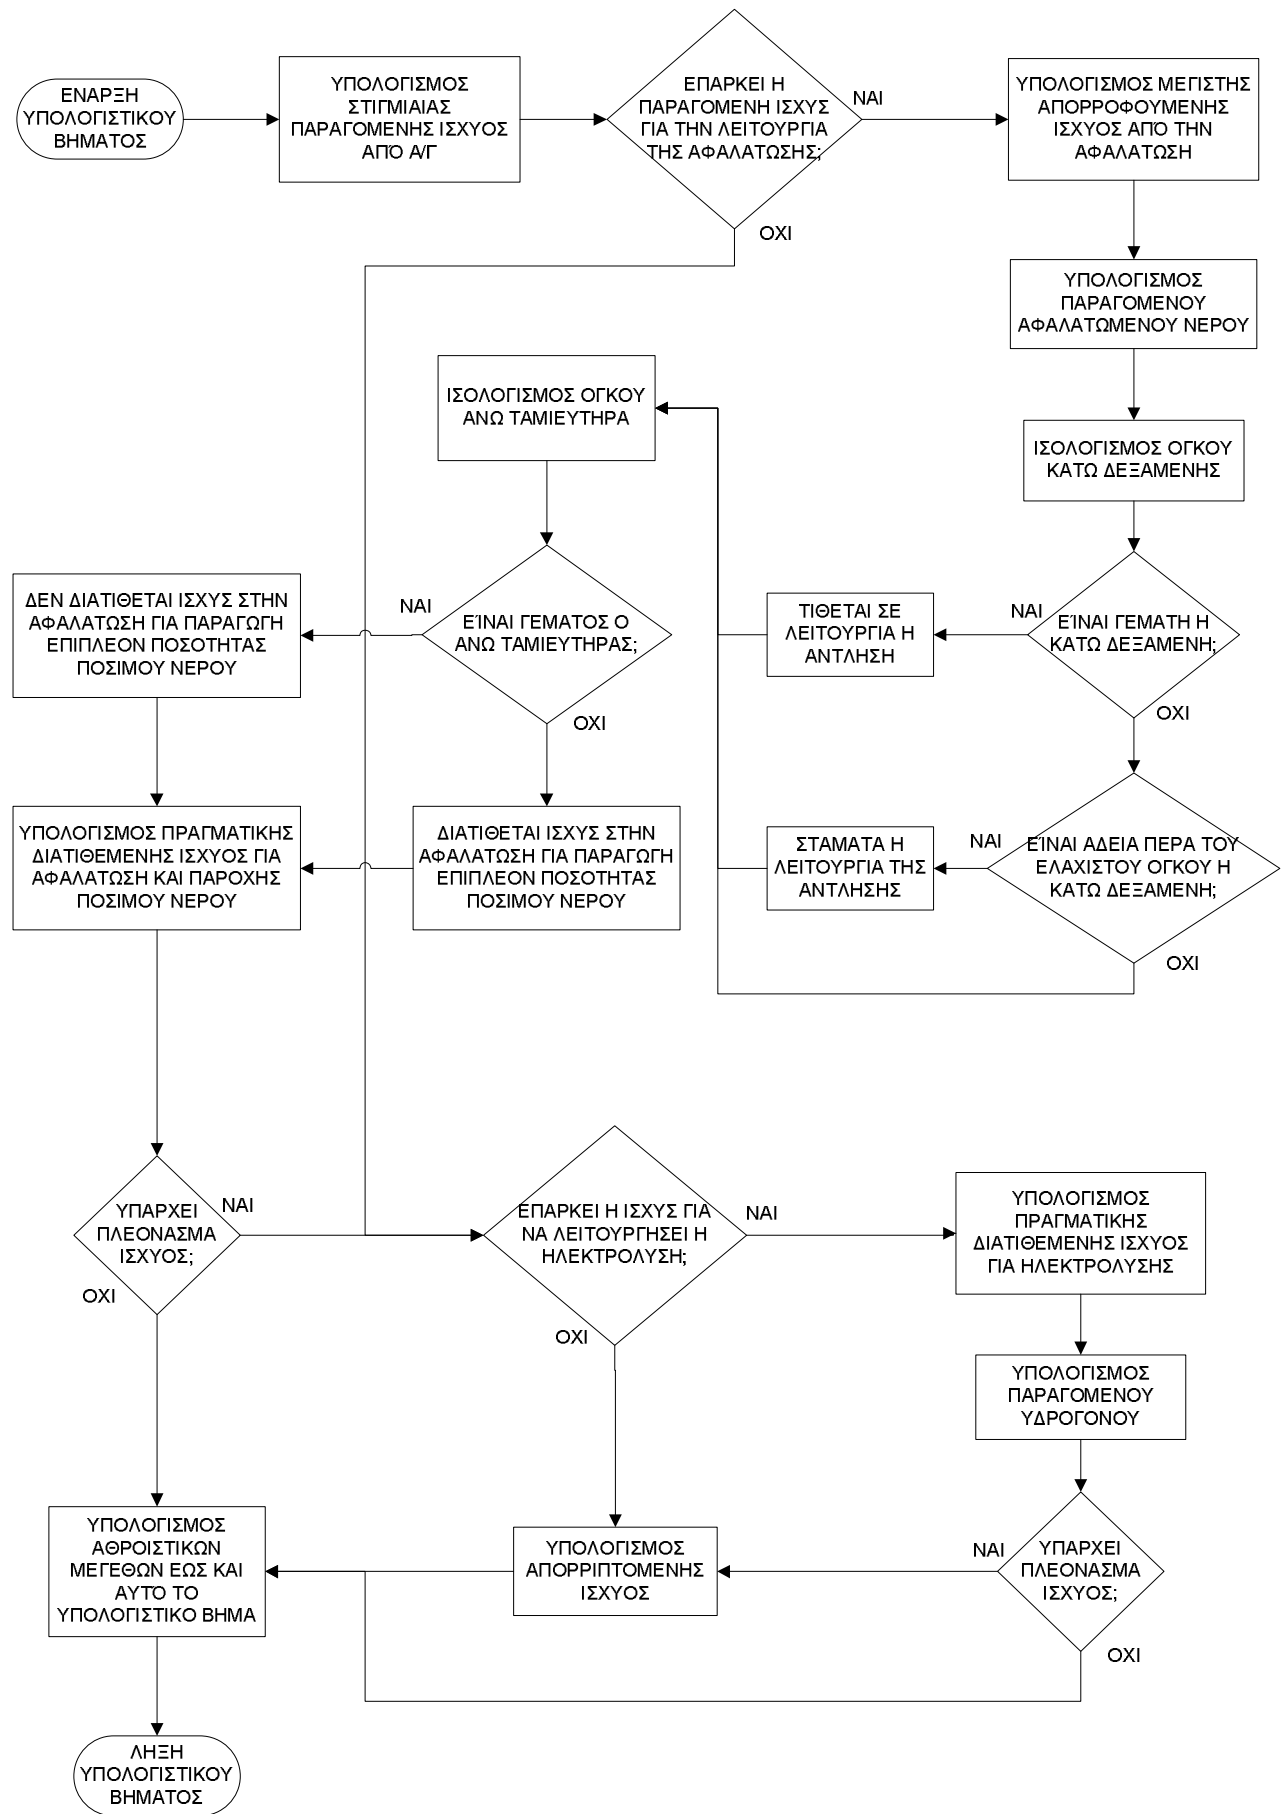 ΕΝΑΡΞΗ
ΥΠΟΛΟΓΙΣΤΙΚΟΥ
ΒΗΜΑΤΟΣ
ΥΠΟΛΟΓΙΣΜΟΣ
ΣΤΙΓΜΙΑΙΑΣ
ΠΑΡΑΓΟΜΕΝΗΣ ΙΣΧΥΟΣ
ΑΠΌ Α/Γ
ΕΠΑΡΚΕΙ Η
ΠΑΡΑΓΟΜΕΝΗ ΙΣΧΥΣ
ΓΙΑ ΤΗΝ ΛΕΙΤΟΥΡΓΙΑ
ΤΗΣ ΑΦΑΛΑΤΩΣΗΣ;
ΝΑΙ
ΟΧΙ
ΥΠΟΛΟΓΙΣΜΟΣ ΜΕΓΙΣΤΗΣ
ΑΠΟΡΡΟΦΟΥΜΕΝΗΣ
ΙΣΧΥΟΣ ΑΠΌ ΤΗΝ
ΑΦΑΛΑΤΩΣΗ
ΥΠΟΛΟΓΙΣΜΟΣ
ΠΑΡΑΓΟΜΕΝΟΥ
ΑΦΑΛΑΤΩΜΕΝΟΥ ΝΕΡΟΥ
ΙΣΟΛΟΓΙΣΜΟΣ ΟΓΚΟΥ
ΚΑΤΩ ΔΕΞΑΜΕΝΗΣ
ΕΊΝΑΙ ΓΕΜΑΤΗ Η
ΚΑΤΩ ΔΕΞΑΜΕΝΗ;
ΝΑΙ
ΟΧΙ
ΤΙΘΕΤΑΙ ΣΕ
ΛΕΙΤΟΥΡΓΙΑ Η
ΑΝΤΛΗΣΗ
ΕΊΝΑΙ ΑΔΕΙΑ ΠΕΡΑ ΤΟΥ
ΕΛΑΧΙΣΤΟΥ ΟΓΚΟΥ Η
ΚΑΤΩ ΔΕΞΑΜΕΝΗ;
ΝΑΙ
ΟΧΙ
ΣΤΑΜΑΤΑ Η
ΛΕΙΤΟΥΡΓΙΑ ΤΗΣ
ΑΝΤΛΗΣΗΣ
ΙΣΟΛΟΓΙΣΜΟΣ ΟΓΚΟΥ
ΑΝΩ ΤΑΜΙΕΥΤΗΡΑ
ΕΊΝΑΙ ΓΕΜΑΤΟΣ Ο
ΑΝΩ ΤΑΜΙΕΥΤΗΡΑΣ;
ΝΑΙ
ΟΧΙ
ΔΕΝ ΔΙΑΤΙΘΕΤΑΙ ΙΣΧΥΣ ΣΤΗΝ
ΑΦΑΛΑΤΩΣΗ ΓΙΑ ΠΑΡΑΓΩΓΗ
ΕΠΙΠΛΕΟΝ ΠΟΣΟΤΗΤΑΣ
ΠΟΣΙΜΟΥ ΝΕΡΟΥ
ΔΙΑΤΙΘΕΤΑΙ ΙΣΧΥΣ ΣΤΗΝ
ΑΦΑΛΑΤΩΣΗ ΓΙΑ ΠΑΡΑΓΩΓΗ
ΕΠΙΠΛΕΟΝ ΠΟΣΟΤΗΤΑΣ
ΠΟΣΙΜΟΥ ΝΕΡΟΥ
ΥΠΟΛΟΓΙΣΜΟΣ ΠΡΑΓΜΑΤΙΚΗΣ
ΔΙΑΤΙΘΕΜΕΝΗΣ ΙΣΧΥΟΣ ΓΙΑ
ΑΦΑΛΑΤΩΣΗ ΚΑΙ ΠΑΡΟΧΗΣ
ΠΟΣΙΜΟΥ ΝΕΡΟΥ
ΥΠΑΡΧΕΙ
ΠΛΕΟΝΑΣΜΑ
ΙΣΧΥΟΣ;
ΝΑΙ
ΟΧΙ
ΕΠΑΡΚΕΙ Η ΙΣΧΥΣ ΓΙΑ
ΝΑ ΛΕΙΤΟΥΡΓΗΣΕΙ Η
ΗΛΕΚΤΡΟΛΥΣΗ;
ΝΑΙ
ΟΧΙ
ΥΠΟΛΟΓΙΣΜΟΣ
ΠΡΑΓΜΑΤΙΚΗΣ
ΔΙΑΤΙΘΕΜΕΝΗΣ ΙΣΧΥΟΣ
ΓΙΑ ΗΛΕΚΤΡΟΛΥΣΗΣ
ΥΠΟΛΟΓΙΣΜΟΣ
ΠΑΡΑΓΟΜΕΝΟΥ
ΥΔΡΟΓΟΝΟΥ
ΥΠΑΡΧΕΙ
ΠΛΕΟΝΑΣΜΑ
ΙΣΧΥΟΣ;
ΝΑΙ
ΟΧΙ
ΥΠΟΛΟΓΙΣΜΟΣ
ΑΠΟΡΡΙΠΤΟΜΕΝΗΣ
ΙΣΧΥΟΣ
ΥΠΟΛΟΓΙΣΜΟΣ
ΑΘΡΟΙΣΤΙΚΩΝ
ΜΕΓΕΘΩΝ ΕΩΣ ΚΑΙ
ΑΥΤΌ ΤΟ
ΥΠΟΛΟΓΙΣΤΙΚΟ ΒΗΜΑ
ΛΗΞΗ
ΥΠΟΛΟΓΙΣΤΙΚΟΥ
ΒΗΜΑΤΟΣ